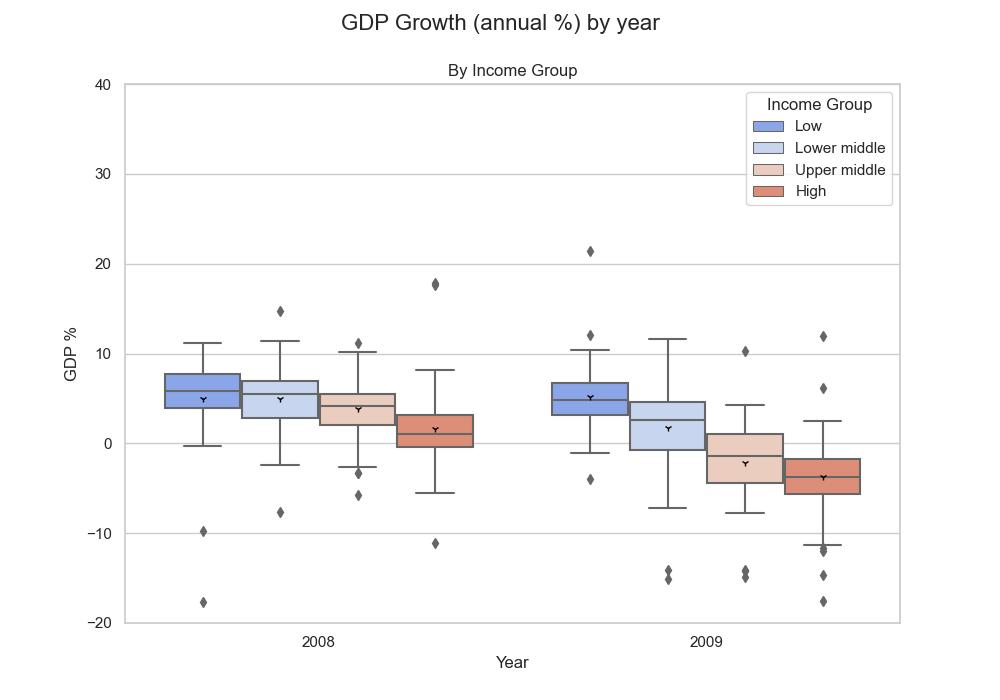 GDP Growth (annual %) by year
By Income Group
Income Group
Low
Lower middle
Upper middle
High
GDP %
40
30
20
10
0
−10
−20
2008
2009
Year